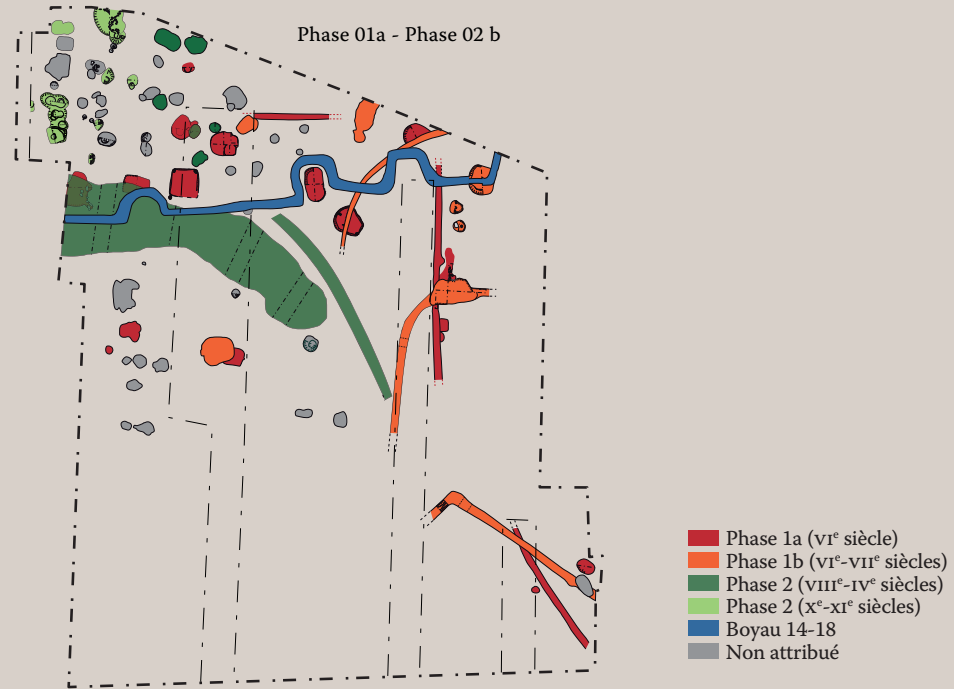 Phase 01a - Phase 02 b
Phase 1a (VIe siècle)
Phase 1b (VIe-VIIe siècles)
Phase 2 (VIIIe-IVe siècles)
Phase 2 (Xe-XIe siècles)
Boyau 14-18
Non attribué